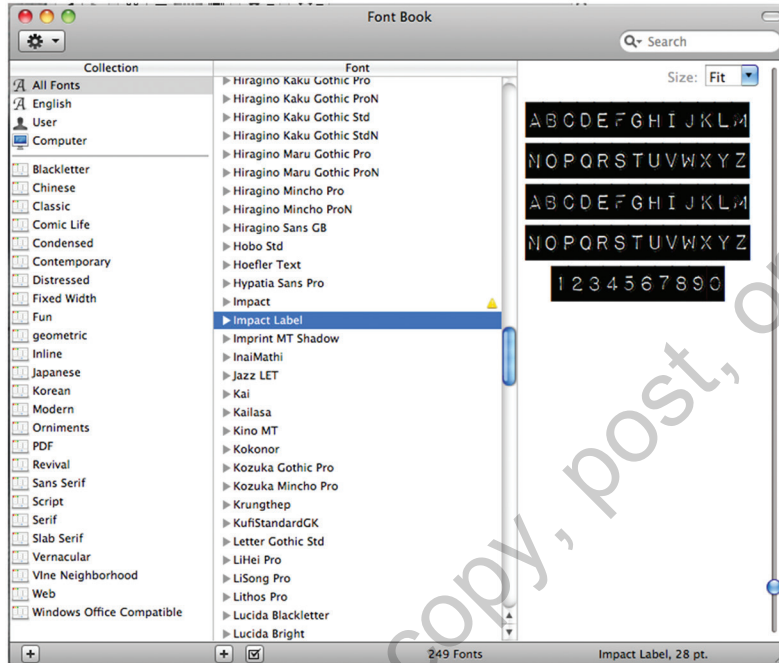 Font Book
Search
Collection
Font
Size: Fit
All Fonts
English
User
Computer
Blackletter
Chinese
Classic
Comic Life
Condensed
Contemporary
Distressed
Fixed Width
Fun
geometric
Inline
Japanese
Korean
Modern
Orniments
PDF
Revival
Sans Serif
Script
Serif
Slab Serif
Vernacular
VIne Neighborhood
Web
Windows Office Compatible
Hiragino Kaku Gothic Pro
Hiragino Kaku Gothic ProN
Hiragino Kaku Gothic Std
Hiragino Kaku Gothic StdN
Hiragino Maru Gothic Pro
Hiragino Maru Gothic ProN
Hiragino Mincho Pro
Hiragino Mincho ProN
Hiragino Sans GB
Hobo Std
Hoefler Text
Hypatia Sans Pro
Impact
Impact Label
Imprint MT Shadow
InaiMathi
Jazz LET
Kai
Kailasa
Kino MT
Kokonor
Kozuka Gothic Pro
Kozuka Mincho Pro
Krungthep
KufiStandardGK
Letter Gothic Std
LiHei Pro
LiSong Pro
Lithos Pro
Lucida Blackletter
Lucida Bright
ABCDEFGHIJKLM
NOPQRSTUVWXYZ
ABCDEFGHIJKLM
NOPQRSTUVWXYZ
1234567890
249 Fonts
Impact Label, 28 pt.
copy, post, or